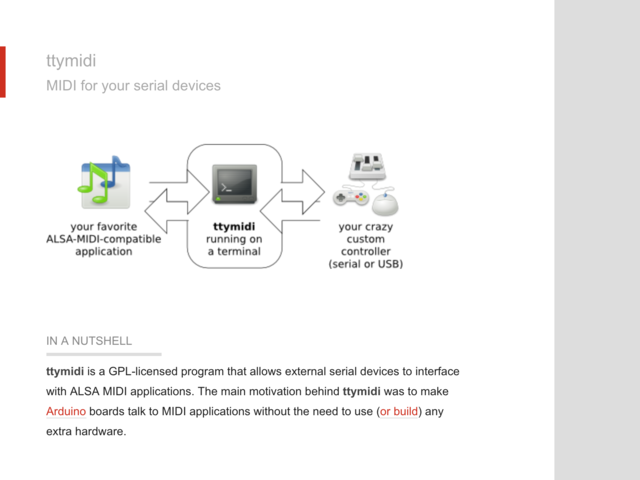 ttymidi
MIDI for your serial devices
your favorite
ALSA-MIDI-compatible
application
>_
ttymidi
running on
a terminal
your crazy
custom
controller
(serial or USB)
IN A NUTSHELL
ttymidi is a GPL-licensed program that allows external serial devices to interface
with ALSA MIDI applications. The main motivation behind ttymidi was to make
Arduino boards talk to MIDI applications without the need to use (or build) any
extra hardware.